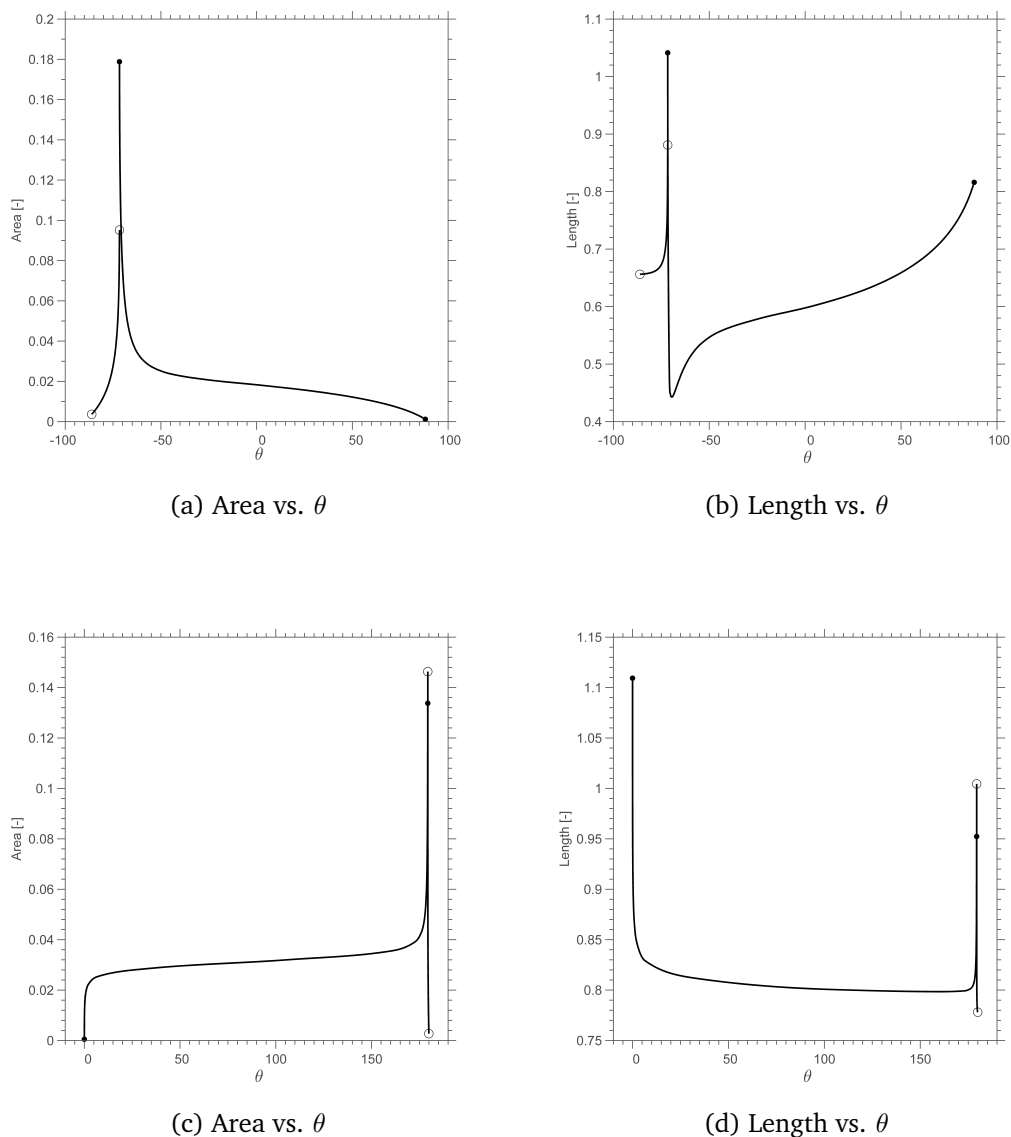 0.2
0.18
0.16
0.14
0.12
0.1
0.08
0.06
0.04
0.02
0
Area [-]
-100 -50 0 50 100
θ
(a) Area vs. θ
1.1
1
0.9
0.8
0.7
0.6
0.5
0.4
Length [-]
-100 -50 0 50 100
θ
(b) Length vs. θ
0.16
0.14
0.12
0.1
0.08
0.06
0.04
0.02
0
Area [-]
0 50 100 150
θ
(c) Area vs. θ
1.15
1.1
1.05
1
0.95
0.9
0.85
0.8
0.75
Length [-]
0 50 100 150
θ
(d) Length vs. θ